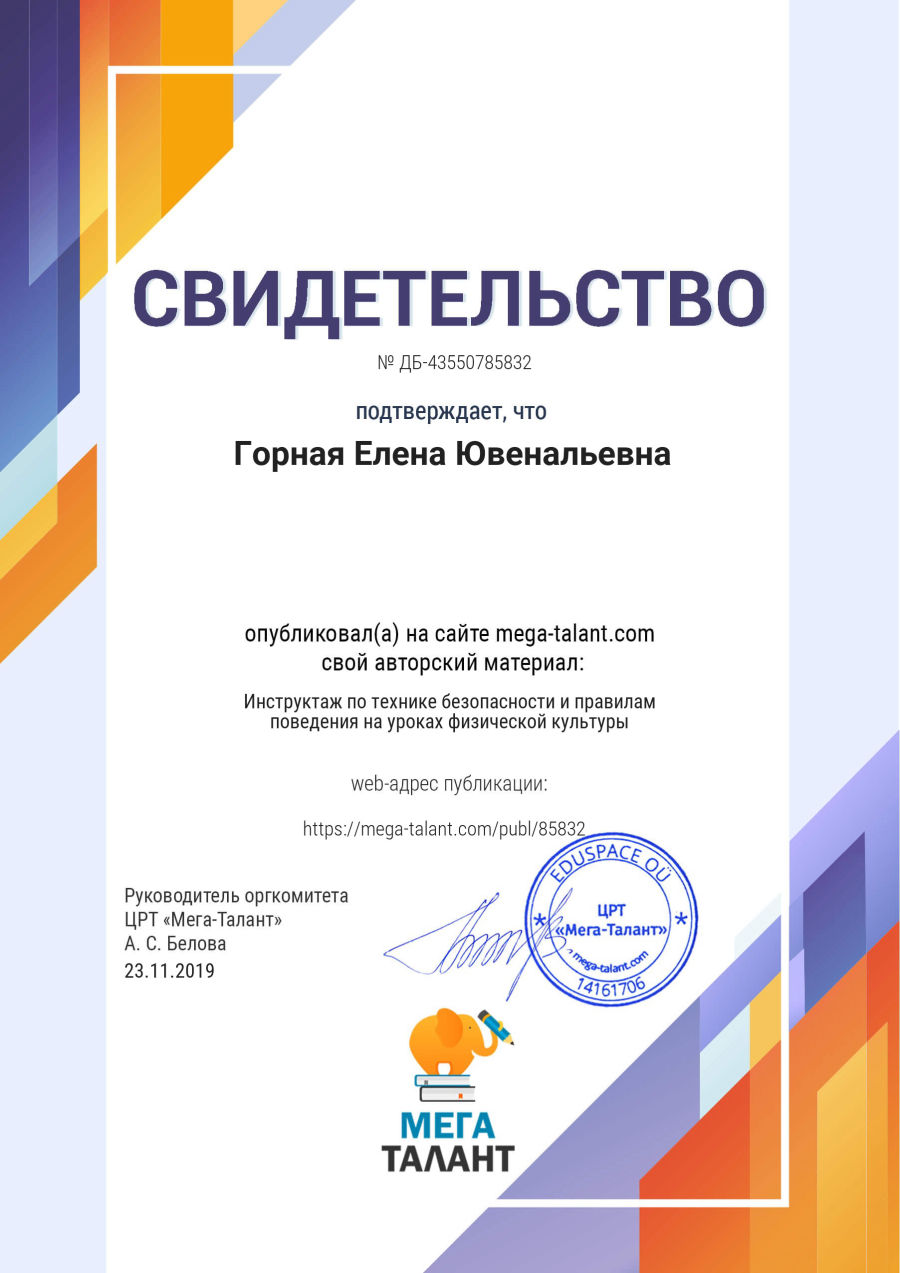 СВИДЕТЕЛЬСТВО
№ ДБ-43550785832
подтверждает, что
Горная Елена Ювенальевна
опубликовал(а) на сайте mega-talant.com
свой авторский материал:
Инструктаж по технике безопасности и правилам
поведения на уроках физической культуры
web-адрес публикации:
https://mega-talant.com/publ/85832
Руководитель оргкомитета
ЦРТ «Мега-Талант»
А. С. Белова
23.11.2019
EDUSPACE OÜ
ЦРТ
«Мега-Талант»
mega-talant.com
14161706
МЕГА
ТАЛАНТ